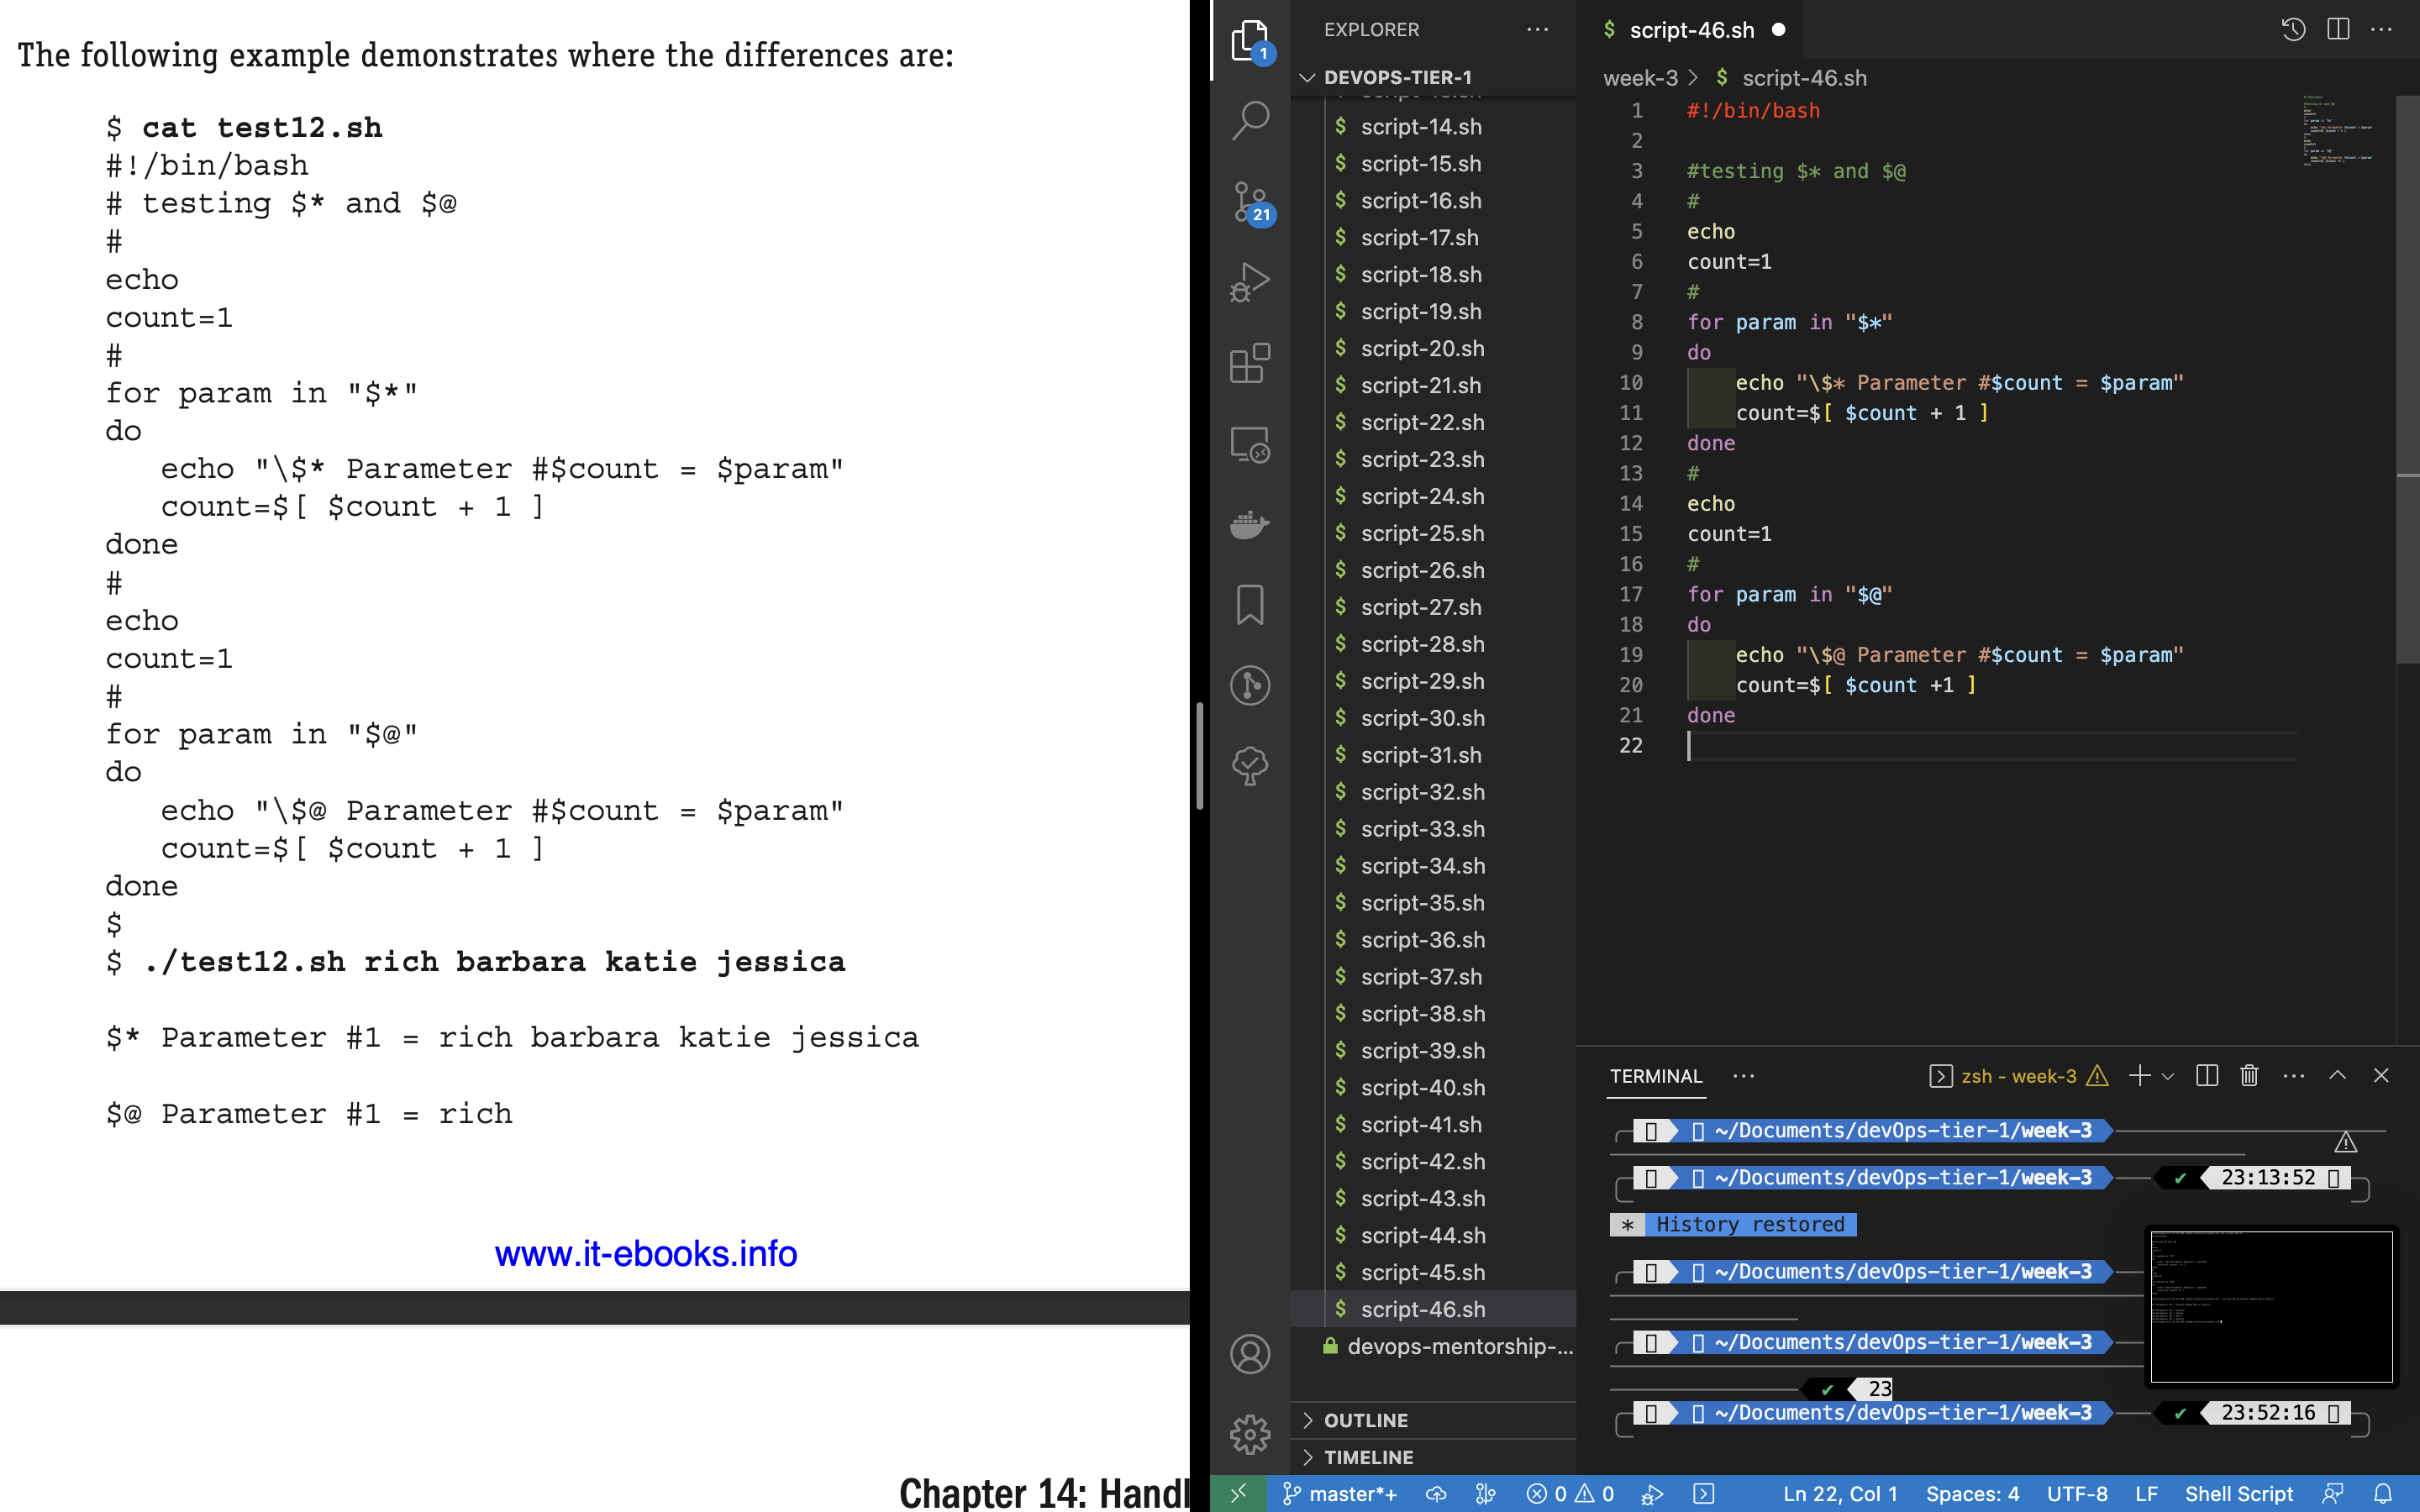 The following example demonstrates where the differences are:
$ cat test12.sh
#!/bin/bash
# testing $* and $@
#
echo
count=1
#
for param in "$*"
do
echo "\$* Parameter #$count = $param"
count=$[ $count + 1 ]
done
#
echo
count=1
#
for param in "$@"
do
echo "\$@ Parameter #$count = $param"
count=$[ $count + 1 ]
done
$
$ ./test12.sh rich barbara katie jessica
$* Parameter #1 = rich barbara katie jessica
$@ Parameter #1 = rich
www.it-ebooks.info
Chapter 14: Handl
1
21
EXPLORER ...
DEVOPS-TIER-1
$ script-14.sh
$ script-15.sh
$ script-16.sh
$ script-17.sh
$ script-18.sh
$ script-19.sh
$ script-20.sh
$ script-21.sh
$ script-22.sh
$ script-23.sh
$ script-24.sh
$ script-25.sh
$ script-26.sh
$ script-27.sh
$ script-28.sh
$ script-29.sh
$ script-30.sh
$ script-31.sh
$ script-32.sh
$ script-33.sh
$ script-34.sh
$ script-35.sh
$ script-36.sh
$ script-37.sh
$ script-38.sh
$ script-39.sh
$ script-40.sh
$ script-41.sh
$ script-42.sh
$ script-43.sh
$ script-44.sh
$ script-45.sh
$ script-46.sh
devops-mentorship-...
OUTLINE
TIMELINE
$ script-46.sh
week-3 > $ script-46.sh
1 #!/bin/bash
2
3 #testing $* and $@
4 #
5 echo
6 count=1
7 #
8 for param in "$*"
9 do
10 echo "\$* Parameter #$count = $param"
11 count=$[ $count + 1 ]
12 done
13 #
14 echo
15 count=1
16 #
17 for param in "$@"
18 do
19 echo "\$@ Parameter #$count = $param"
20 count=$[ $count +1 ]
21 done
22
TERMINAL ... zsh - week-3
~/Documents/devOps-tier-1/week-3
~/Documents/devOps-tier-1/week-3 ✔ 23:13:52
* History restored
~/Documents/devOps-tier-1/week-3
~/Documents/devOps-tier-1/week-3
✔ 23
~/Documents/devOps-tier-1/week-3 ✔ 23:52:16
master*+ 0 0 Ln 22, Col 1 Spaces: 4 UTF-8 LF Shell Script